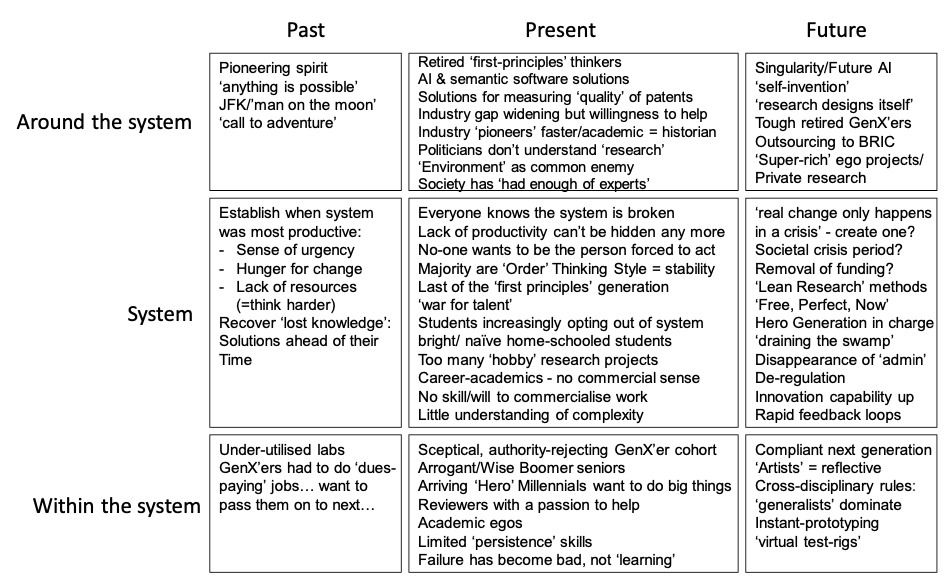 Past
Present
Future
Around the system
Pioneering spirit
‘anything is possible’
JFK/’man on the moon’
‘call to adventure’
Retired ‘first-principles’ thinkers
AI & semantic software solutions
Solutions for measuring ‘quality’ of patents
Industry gap widening but willingness to help
Industry ‘pioneers’ faster/academic = historian
Politicians don’t understand ‘research’
‘Environment’ as common enemy
Society has ‘had enough of experts’
Singularity/Future AI
‘self-invention’
‘research designs itself’
Tough retired GenX’ers
Outsourcing to BRIC
‘Super-rich’ ego projects/
Private research
System
Establish when system
was most productive:
- Sense of urgency
- Hunger for change
- Lack of resources
(=think harder)
Recover ‘lost knowledge’:
Solutions ahead of their
Time
Everyone knows the system is broken
Lack of productivity can’t be hidden any more
No-one wants to be the person forced to act
Majority are ‘Order’ Thinking Style = stability
Last of the ‘first principles’ generation
‘war for talent’
Students increasingly opting out of system
bright/ naïve home-schooled students
Too many ‘hobby’ research projects
Career-academics - no commercial sense
No skill/will to commercialise work
Little understanding of complexity
‘real change only happens
in a crisis’ - create one?
Societal crisis period?
Removal of funding?
‘Lean Research’ methods
‘Free, Perfect, Now’
Hero Generation in charge
‘draining the swamp’
Disappearance of ‘admin’
De-regulation
Innovation capability up
Rapid feedback loops
Within the system
Under-utilised labs
GenX’ers had to do ‘dues-
paying’ jobs… want to
pass them on to next…
Sceptical, authority-rejecting GenX’er cohort
Arrogant/Wise Boomer seniors
Arriving ‘Hero’ Millennials want to do big things
Reviewers with a passion to help
Academic egos
Limited ‘persistence’ skills
Failure has become bad, not ‘learning’
Compliant next generation
‘Artists’ = reflective
Cross-disciplinary rules:
‘generalists’ dominate
Instant-prototyping
‘virtual test-rigs’